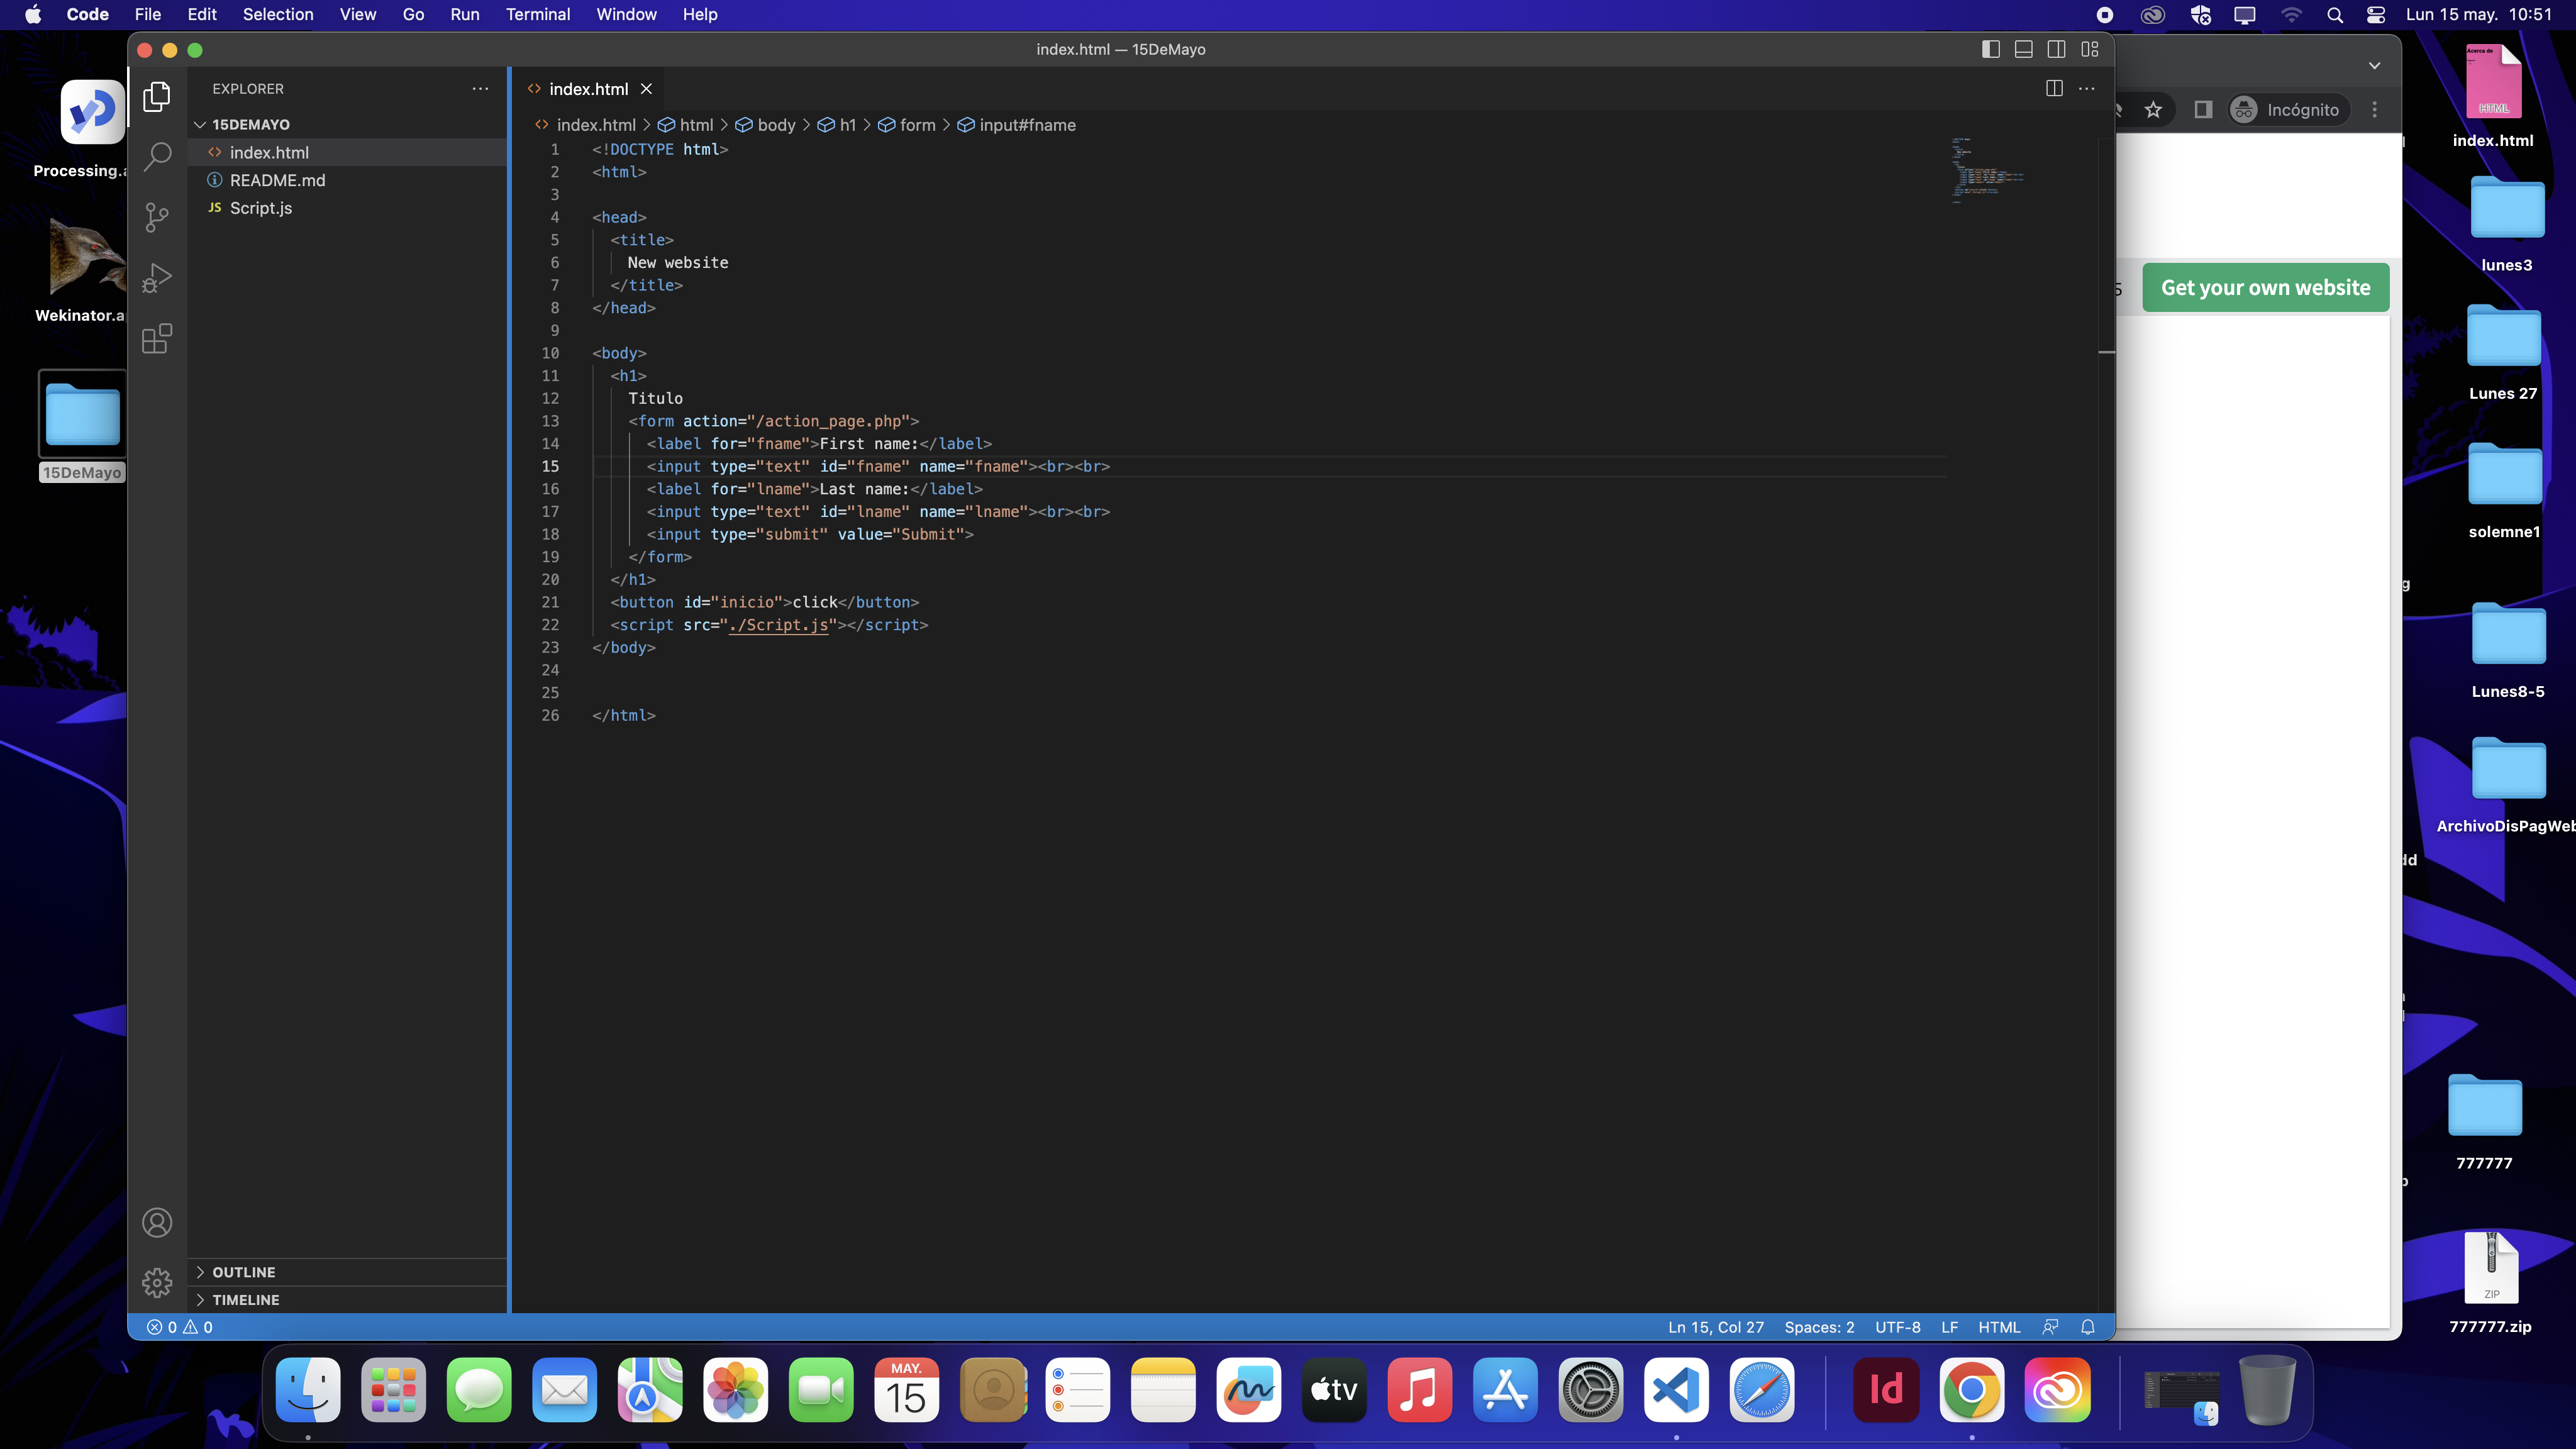 Code File Edit Selection View Go Run Terminal Window Help
Lun 15 may. 10:51
index.html — 15DeMayo
EXPLORER
15DEMAYO
index.html
README.md
JS Script.js
OUTLINE
TIMELINE
index.html
index.html > html > body > h1 > form > input#fname
1 <!DOCTYPE html>
2 <html>
3
4 <head>
5 <title>
6 New website
7 </title>
8 </head>
9
10 <body>
11 <h1>
12 Titulo
13 <form action="/action_page.php">
14 <label for="fname">First name:</label>
15 <input type="text" id="fname" name="fname"><br><br>
16 <label for="lname">Last name:</label>
17 <input type="text" id="lname" name="lname"><br><br>
18 <input type="submit" value="Submit">
19 </form>
20 </h1>
21 <button id="inicio">click</button>
22 <script src="./Script.js"></script>
23 </body>
24
25
26 </html>
0 0
Ln 15, Col 27 Spaces: 2 UTF-8 LF HTML
Incógnito
5
Get your own website
Processing.a
Wekinator.a
15DeMayo
Acerca de
HTML
index.html
lunes3
Lunes 27
solemne1
g
Lunes8-5
ArchivoDisPagWeb
dd
777777
ZIP
777777.zip
MAY.
15
tv
Id